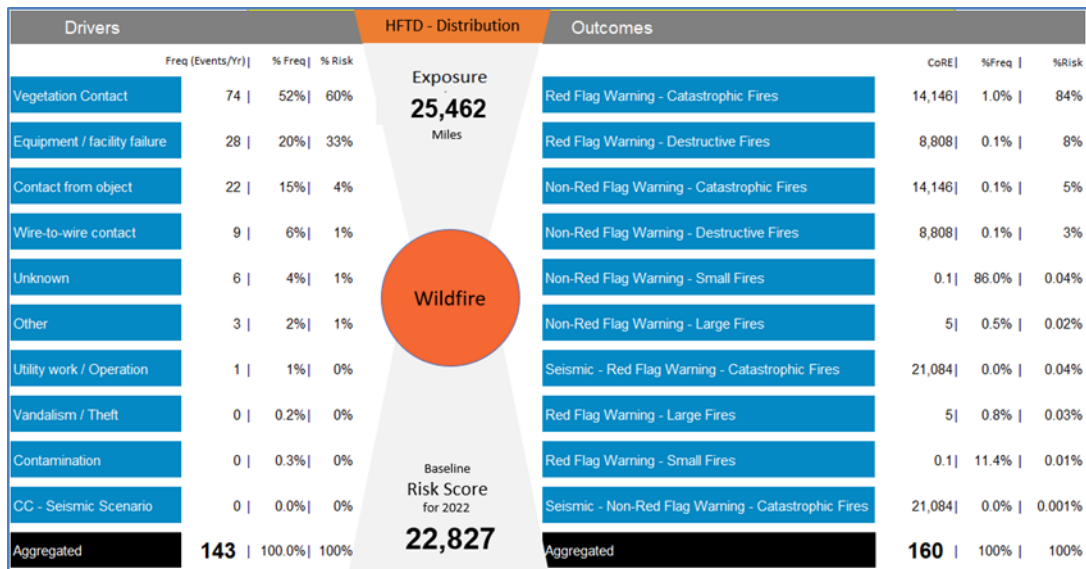 Drivers HFTD - Distribution Outcomes
Freq (Events/Yr)| % Freq| % Risk CoRE| %Freq | %Risk
Exposure
25,462
Miles
Vegetation Contact 74 | 52%| 60% Red Flag Warning - Catastrophic Fires 14,146| 1.0% | 84%
Equipment / facility failure 28 | 20%| 33% Red Flag Warning - Destructive Fires 8,808| 0.1% | 8%
Contact from object 22 | 15%| 4% Non-Red Flag Warning - Catastrophic Fires 14,146| 0.1% | 5%
Wire-to-wire contact 9 | 6%| 1% Non-Red Flag Warning - Destructive Fires 8,808| 0.1% | 3%
Unknown 6 | 4%| 1% Wildfire Non-Red Flag Warning - Small Fires 0.1| 86.0% | 0.04%
Other 3 | 2%| 1% Non-Red Flag Warning - Large Fires 5| 0.5% | 0.02%
Utility work / Operation 1 | 1%| 0% Seismic - Red Flag Warning - Catastrophic Fires 21,084| 0.0% | 0.04%
Vandalism / Theft 0 | 0.2%| 0% Red Flag Warning - Large Fires 5| 0.8% | 0.03%
Contamination 0 | 0.3%| 0% Red Flag Warning - Small Fires 0.1| 11.4% | 0.01%
Baseline
Risk Score
for 2022
22,827
CC - Seismic Scenario 0 | 0.0%| 0% Seismic - Non-Red Flag Warning - Catastrophic Fires 21,084| 0.0% | 0.001%
Aggregated 143 | 100.0%| 100% Aggregated 160 | 100% | 100%